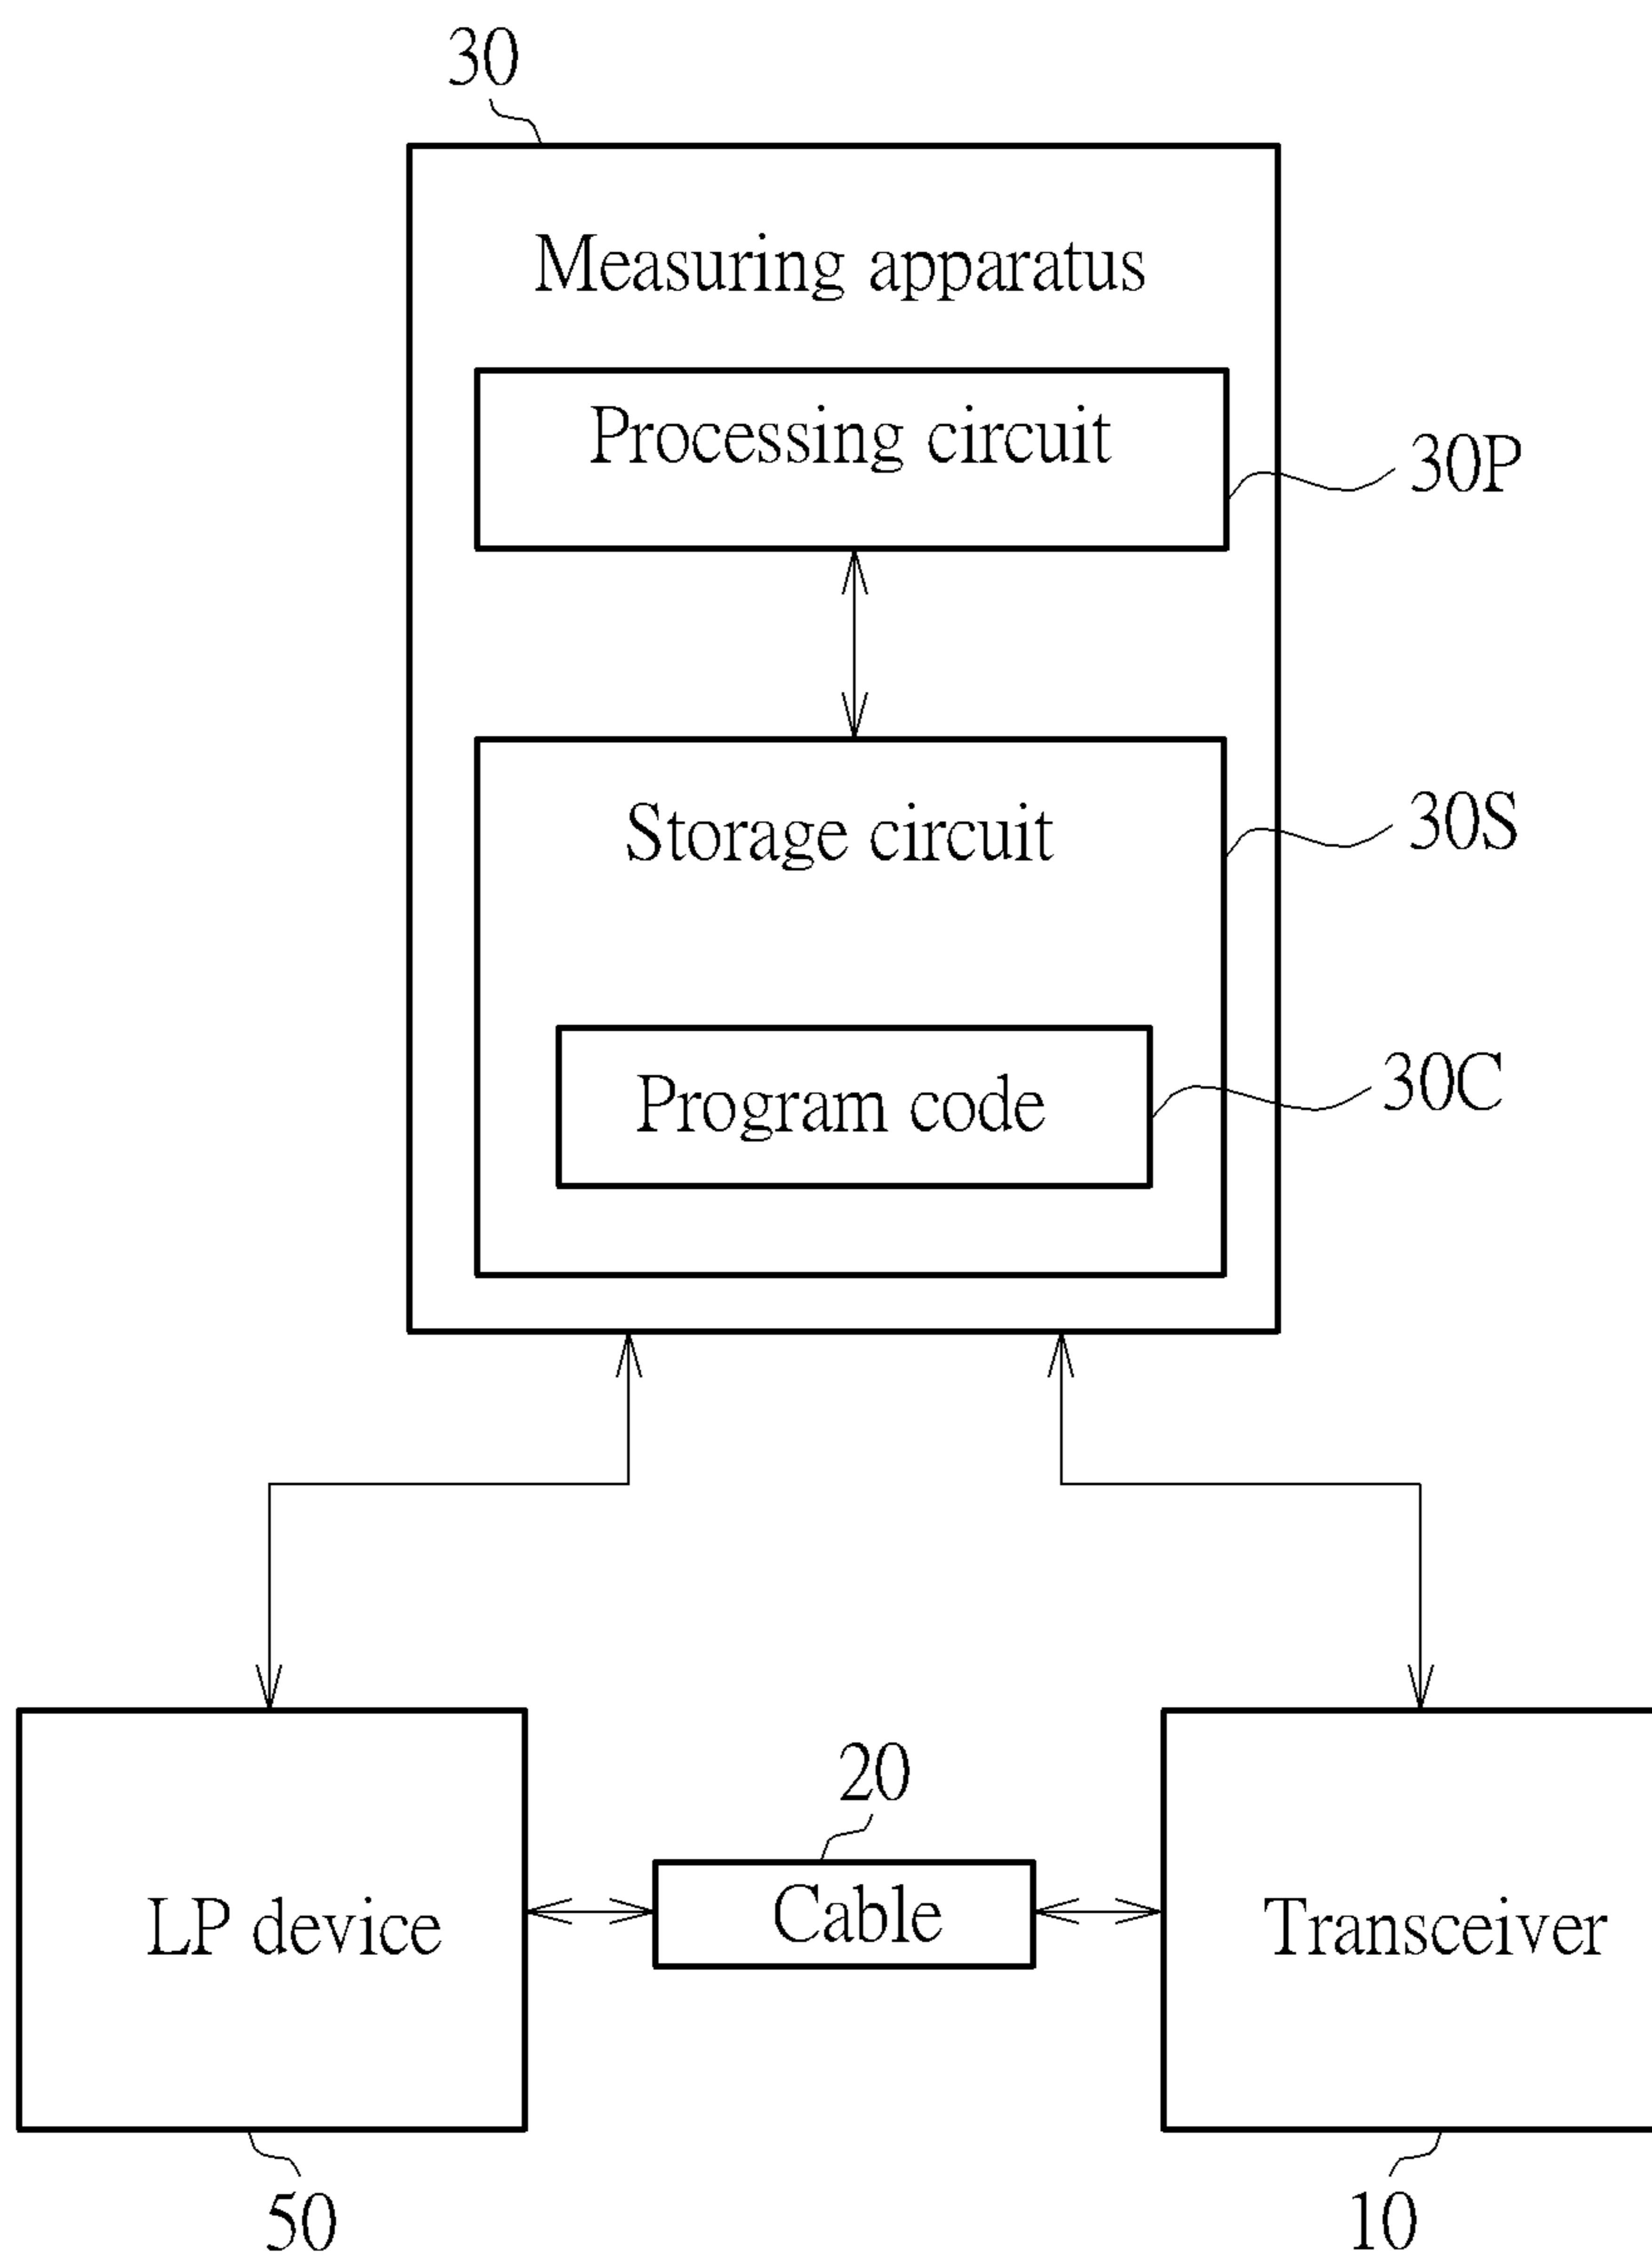 30
Measuring apparatus
Processing circuit
30P
Storage circuit
30S
Program code
30C
20
LP device
Cable
Transceiver
50
10